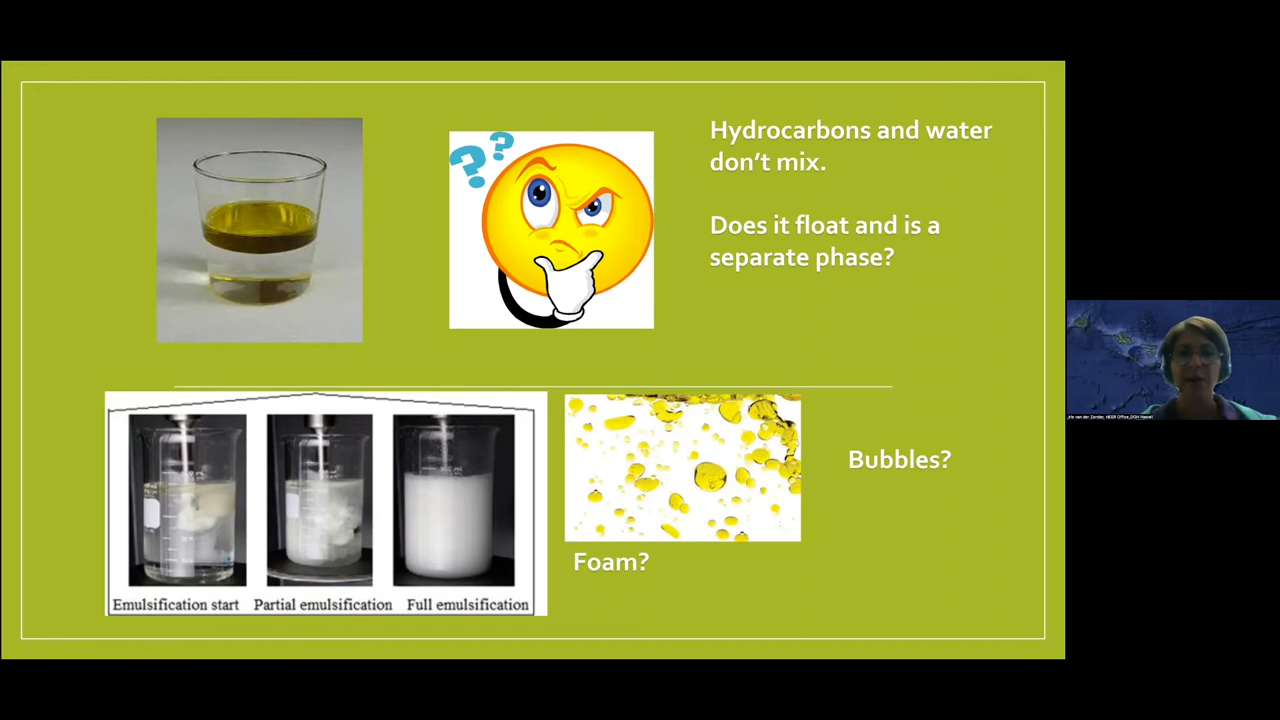 Hydrocarbons and water
don't mix.
Does it float and is a
separate phase?
??
Bubbles?
Foam?
Emulsification start
Partial emulsification
Full emulsification